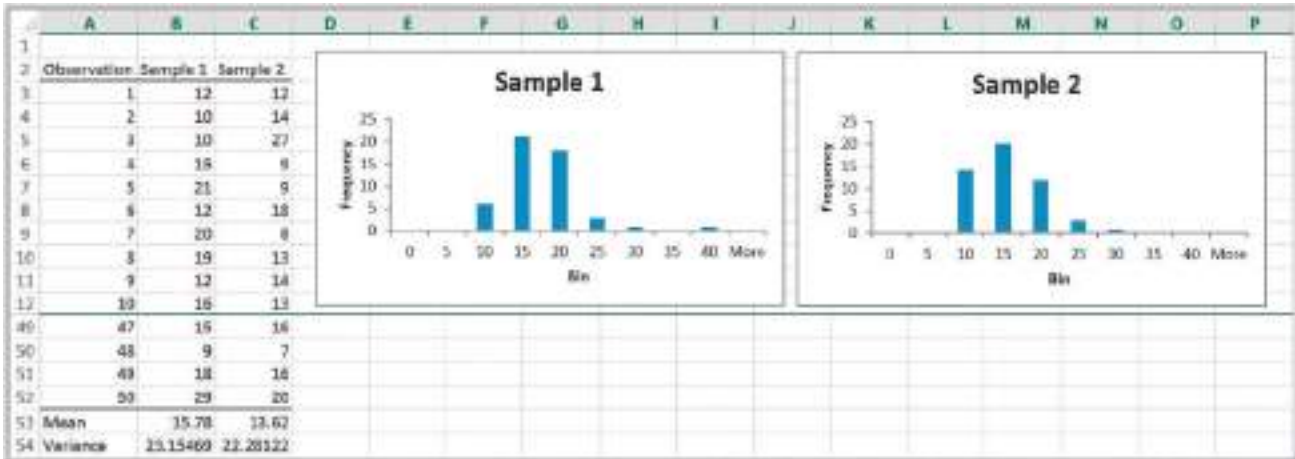 A B C D E F G H I J K L M N O P
1
2 Observation Sample 1 Sample 2
3 1 12 12
4 2 10 14
5 3 10 27
6 4 9
7 5 21 9
8 6 12 18
9 7 20 8
10 8 19 13
11 9 12 14
12 10 16 13
49 47 15 16
50 48 9 7
51 49 18 16
52 50 29 20
53 Mean 15.78 13.62
54 Variance 22.28122
Sample 1
Frequency
25
20
15
10
5
0
0 5 10 15 20 25 30 35 40 More
Bin
Sample 2
Frequency
25
20
15
10
5
0
0 5 10 15 20 25 30 35 40 More
Bin